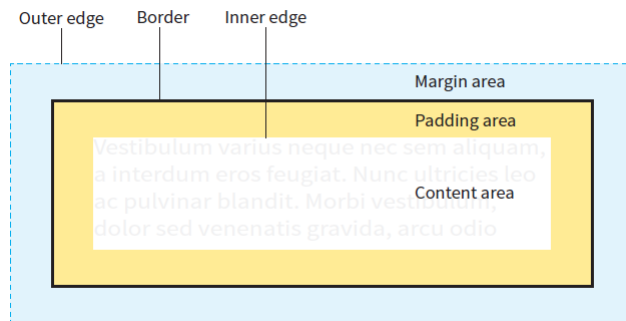 Outer edge Border Inner edge
Margin area
Padding area
Vestibulum varius neque nec sem aliquam,
a interdum eros feugiat. Nunc ultricies leo
Content area
ac pulvinar blandit. Morbi vestibulum,
dolor sed venenatis gravida, arcu odio